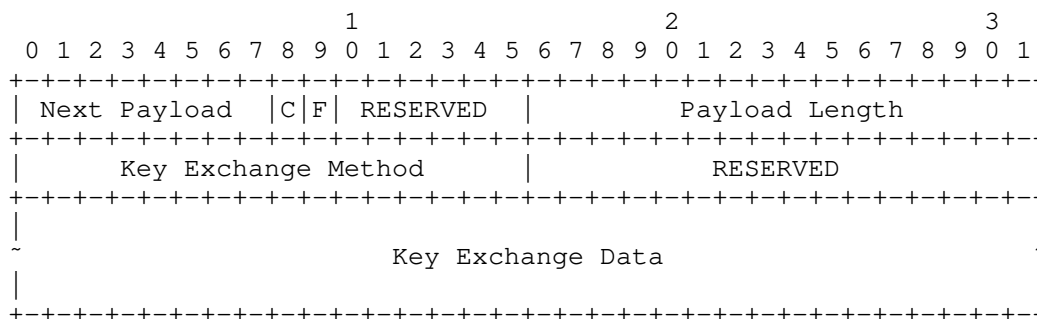 1                   2                   3
 0 1 2 3 4 5 6 7 8 9 0 1 2 3 4 5 6 7 8 9 0 1 2 3 4 5 6 7 8 9 0 1
+-+-+-+-+-+-+-+-+-+-+-+-+-+-+-+-+-+-+-+-+-+-+-+-+-+-+-+-+-+-+-+-
| Next Payload  |C|F| RESERVED  |         Payload Length
+-+-+-+-+-+-+-+-+-+-+-+-+-+-+-+-+-+-+-+-+-+-+-+-+-+-+-+-+-+-+-+-
|      Key Exchange Method      |           RESERVED
+-+-+-+-+-+-+-+-+-+-+-+-+-+-+-+-+-+-+-+-+-+-+-+-+-+-+-+-+-+-+-+-
|
~                       Key Exchange Data                       ~
|
+-+-+-+-+-+-+-+-+-+-+-+-+-+-+-+-+-+-+-+-+-+-+-+-+-+-+-+-+-+-+-+-